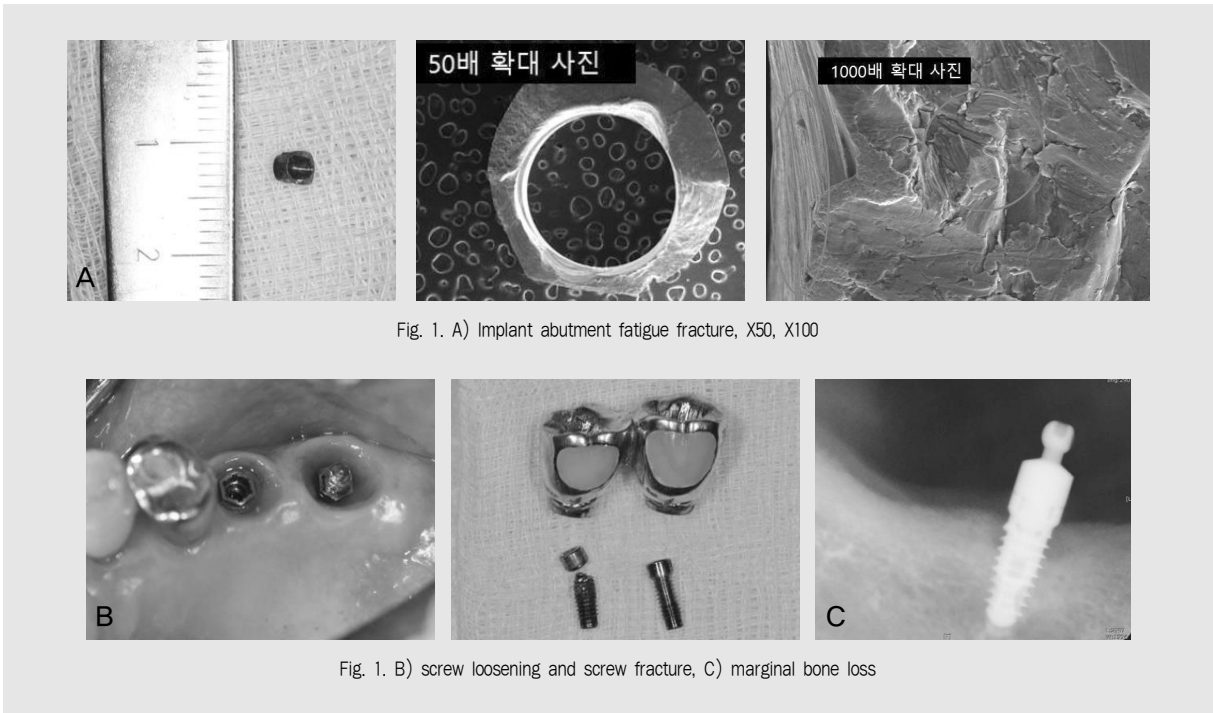 1
2
A
50배 확대 사진
1000배 확대 사진
Fig. 1. A) Implant abutment fatigue fracture, X50, X100
B
C
Fig. 1. B) screw loosening and screw fracture, C) marginal bone loss